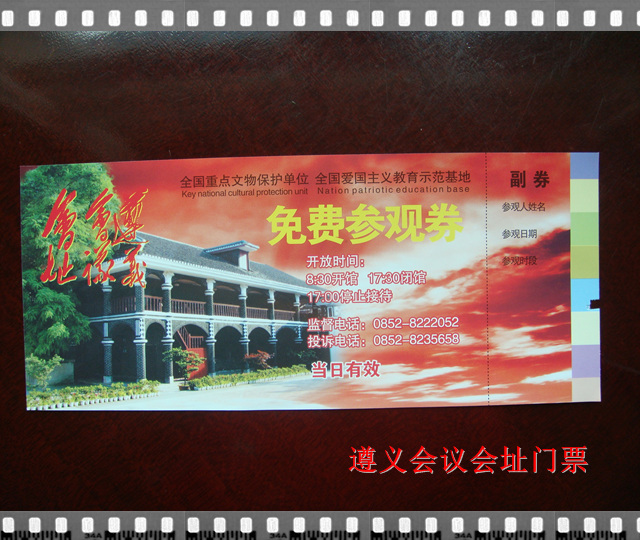 遵義
會議
會址
全国重点文物保护单位 全国爱国主义教育示范基地
Key national cultural protection unit Nation patriotic education base
免费参观券
开放时间：
8:30开馆 17:30闭馆
17:00停止接待
监督电话：0852-8222052
投诉电话：0852-8235658
当日有效
副券
参观人姓名
参观日期
参观时段
遵义会议会址门票